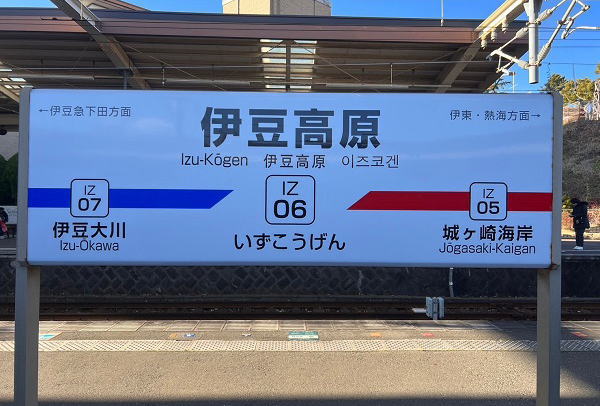 ←伊豆急下田方面
伊東・熱海方面→
伊豆高原
Izu-Kōgen 伊豆高原 이즈코겐
IZ
07
IZ
06
IZ
05
伊豆大川
Izu-Ōkawa
いずこうげん
城ヶ崎海岸
Jōgasaki-Kaigan